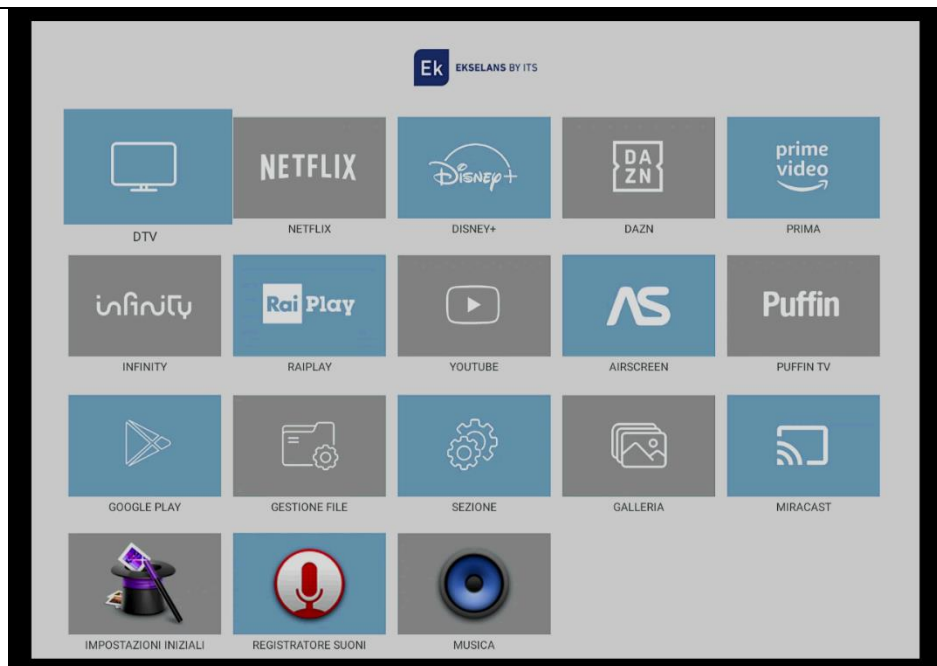 Ek EKSELANS BY ITS
NETFLIX
Disney+
DA
ZN
prime
video
DTV
NETFLIX
DISNEY+
DAZN
PRIMA
infinity
Rai Play
AS
Puffin
INFINITY
RAIPLAY
YOUTUBE
AIRSCREEN
PUFFIN TV
GOOGLE PLAY
GESTIONE FILE
SEZIONE
GALLERIA
MIRACAST
IMPOSTAZIONI INIZIALI
REGISTRATORE SUONI
MUSICA